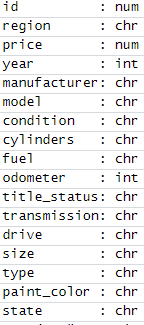 id          : num
region      : chr
price       : num
year        : int
manufacturer: chr
model       : chr
condition   : chr
cylinders   : chr
fuel        : chr
odometer    : int
title_status: chr
transmission: chr
drive       : chr
size        : chr
type        : chr
paint_color : chr
state       : chr